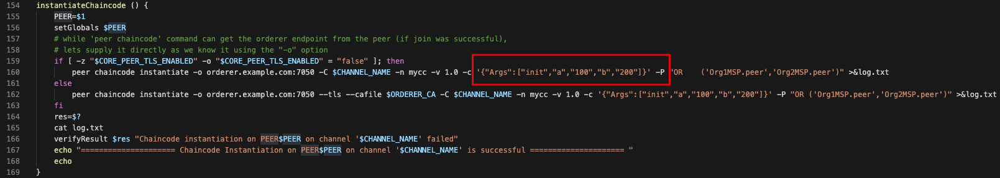 154 instantiateChaincode () {
155     PEER=$1
156     setGlobals $PEER
157     # while 'peer chaincode' command can get the orderer endpoint from the peer (if join was successful),
158     # lets supply it directly as we know it using the "-o" option
159     if [ -z "$CORE_PEER_TLS_ENABLED" -o "$CORE_PEER_TLS_ENABLED" = "false" ]; then
160         peer chaincode instantiate -o orderer.example.com:7050 -C $CHANNEL_NAME -n mycc -v 1.0 -c '{"Args":["init","a","100","b","200"]}' -P "OR    ('Org1MSP.peer','Org2MSP.peer')" >&log.txt
161     else
162         peer chaincode instantiate -o orderer.example.com:7050 --tls --cafile $ORDERER_CA -C $CHANNEL_NAME -n mycc -v 1.0 -c '{"Args":["init","a","100","b","200"]}' -P "OR ('Org1MSP.peer','Org2MSP.peer')" >&log.txt
163     fi
164     res=$?
165     cat log.txt
166     verifyResult $res "Chaincode instantiation on PEER$PEER on channel '$CHANNEL_NAME' failed"
167     echo "===================== Chaincode Instantiation on PEER$PEER on channel '$CHANNEL_NAME' is successful ===================== "
168     echo
169 }